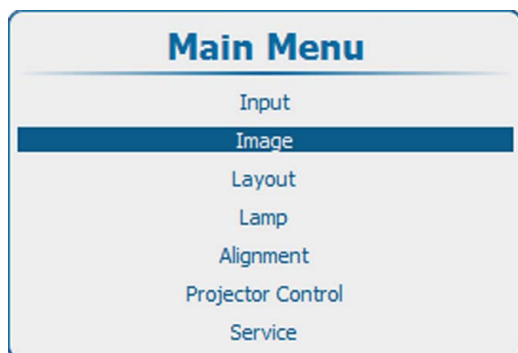 Main Menu
Input
Image
Layout
Lamp
Alignment
Projector Control
Service